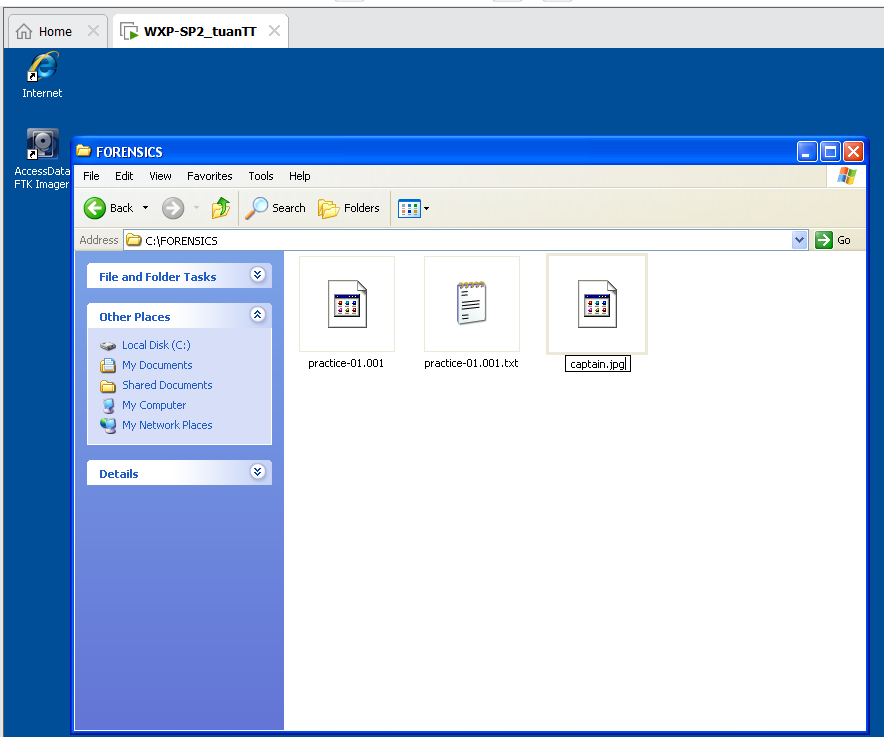 Home
WXP-SP2_tuanTT
Internet
AccessData
FTK Imager
FORENSICS
File Edit View Favorites Tools Help
Back Search Folders
Address C:\FORENSICS Go
File and Folder Tasks
Other Places
Local Disk (C:)
My Documents
Shared Documents
My Computer
My Network Places
Details
practice-01.001
practice-01.001.txt
captain.jpg